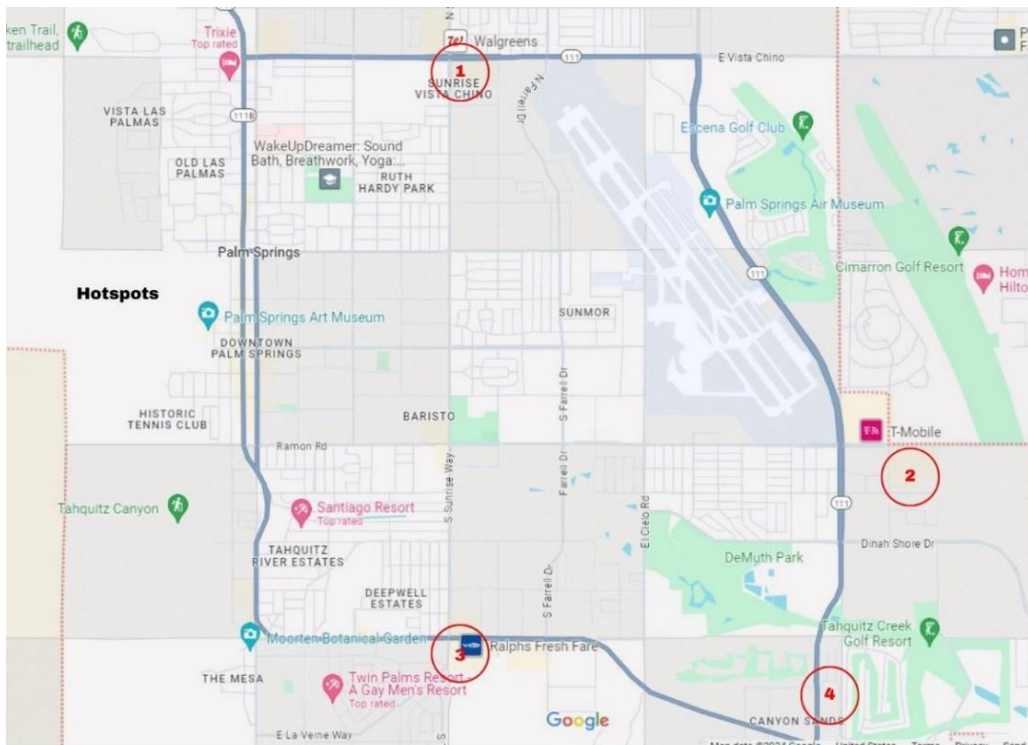 ken Trail,
trailhead
Trixie
Top rated
Walgreens
1
SUNRISE
VISTA CHINO
111
E Vista Chino
N Farrell Dr
P
F
VISTA LAS
PALMAS
111B
OLD LAS
PALMAS
WakeUpDreamer: Sound
Bath, Breathwork, Yoga:...
RUTH
HARDY PARK
Escena Golf Club
Palm Springs Air Museum
Palm Springs
111
Cimarron Golf Resort
Hom
Hilto
Hotspots
Palm Springs Art Museum
DOWNTOWN
PALM SPRINGS
SUNMOR
HISTORIC
TENNIS CLUB
BARISTO
S Farrell Dr
T-Mobile
Ramon Rd
S Sunrise Way
Farrell Dr
2
Tahquitz Canyon
Santiago Resort
Top rated
El Cielo Rd
111
Dinah Shore Dr
TAHQUITZ
RIVER ESTATES
DeMuth Park
DEEPWELL
ESTATES
S Farrell Dr
Tahquitz Creek
Golf Resort
Moorten Botanical Garden
3
Ralphs Fresh Fare
THE MESA
Twin Palms Resort -
A Gay Men's Resort
Top rated
4
Google
CANYON SANDS
E La Verne Way
S